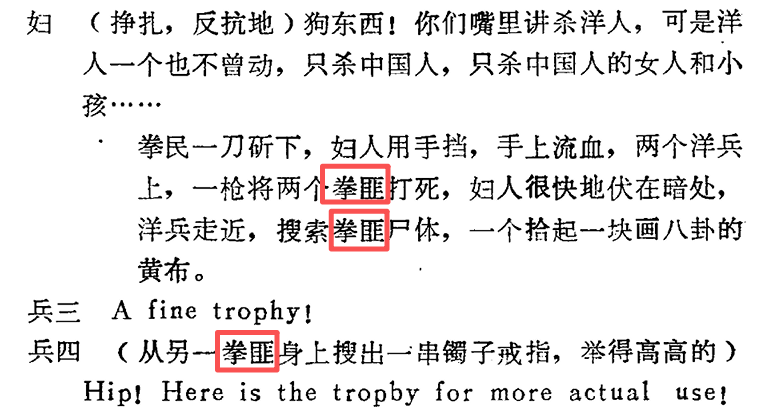 妇 （挣扎，反抗地）狗东西！你们嘴里讲杀洋人，可是洋
人一个也不曾动，只杀中国人，只杀中国人的女人和小
孩……
拳民一刀斫下，妇人用手挡，手上流血，两个洋兵
上，一枪将两个拳匪打死，妇人很快地伏在暗处，
洋兵走近，搜索拳匪尸体，一个拾起一块画八卦的
黄布。
兵三 A fine trophy!
兵四 （从另一拳匪身上搜出一串镯子戒指，举得高高的）
Hip! Here is the tropby for more actual use!